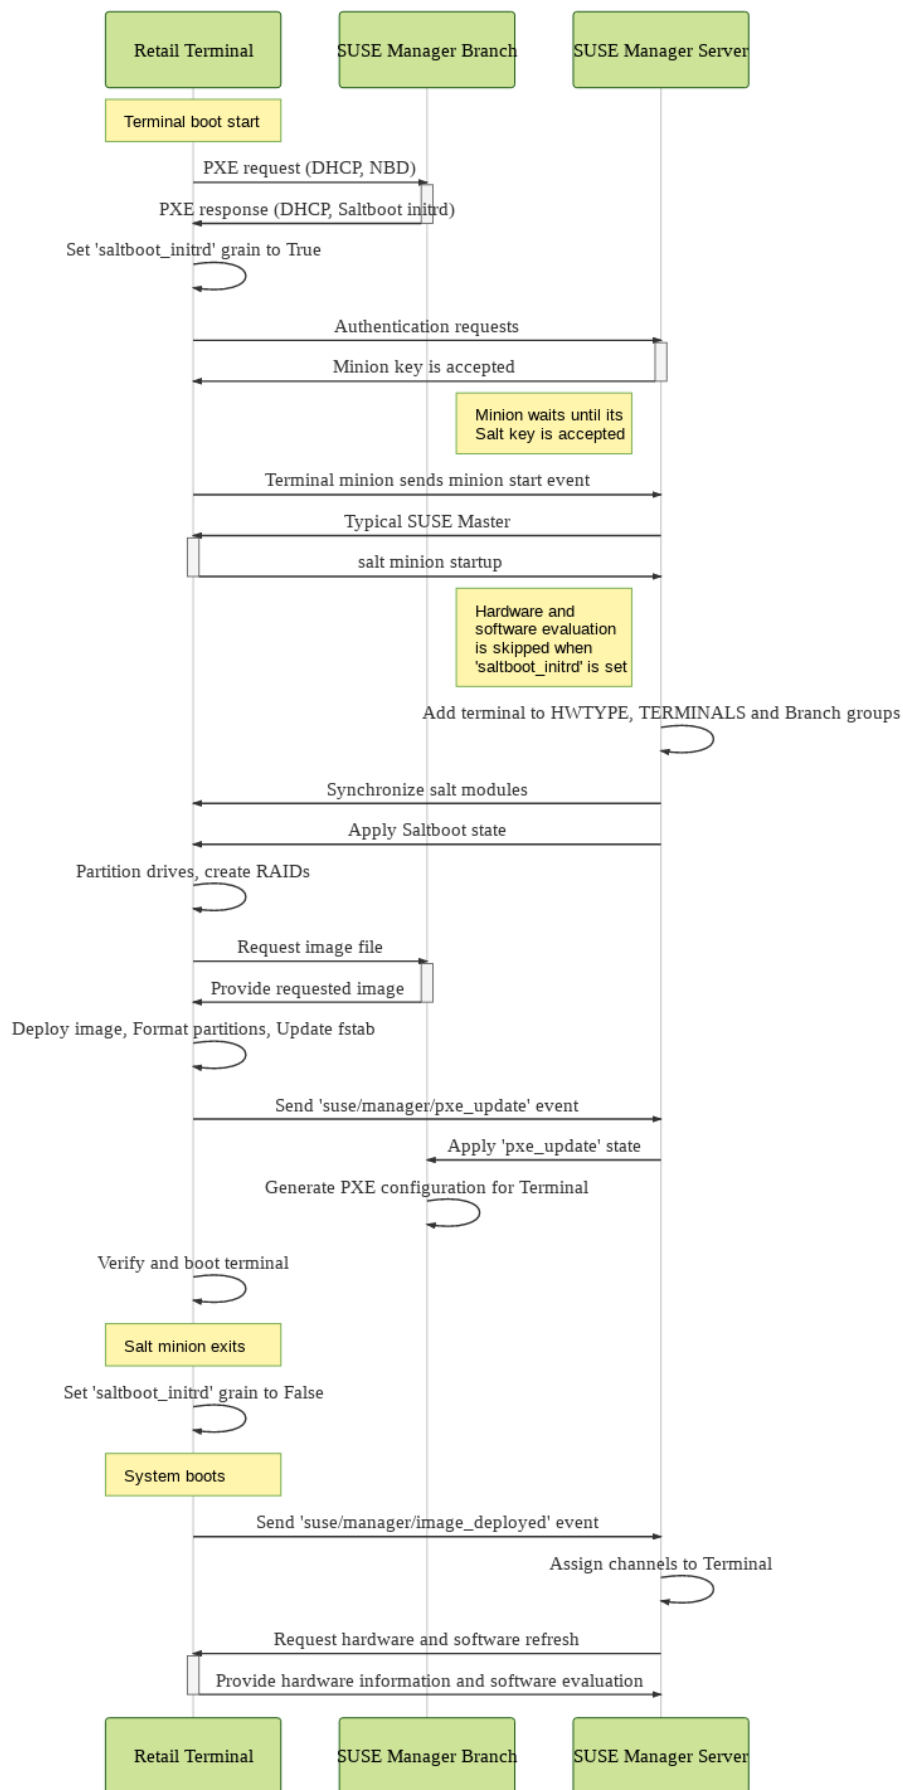 Retail Terminal
SUSE Manager Branch
SUSE Manager Server
Terminal boot start
PXE request (DHCP, NBD)
PXE response (DHCP, Saltboot initrd)
Set 'saltboot_initrd' grain to True
Authentication requests
Minion key is accepted
Minion waits until its
Salt key is accepted
Terminal minion sends minion start event
Typical SUSE Master
salt minion startup
Hardware and
software evaluation
is skipped when
'saltboot_initrd' is set
Add terminal to HWTYPE, TERMINALS and Branch groups
Synchronize salt modules
Apply Saltboot state
Partition drives, create RAIDs
Request image file
Provide requested image
Deploy image, Format partitions, Update fstab
Send 'suse/manager/pxe_update' event
Apply 'pxe_update' state
Generate PXE configuration for Terminal
Verify and boot terminal
Salt minion exits
Set 'saltboot_initrd' grain to False
System boots
Send 'suse/manager/image_deployed' event
Assign channels to Terminal
Request hardware and software refresh
Provide hardware information and software evaluation
Retail Terminal
SUSE Manager Branch
SUSE Manager Server